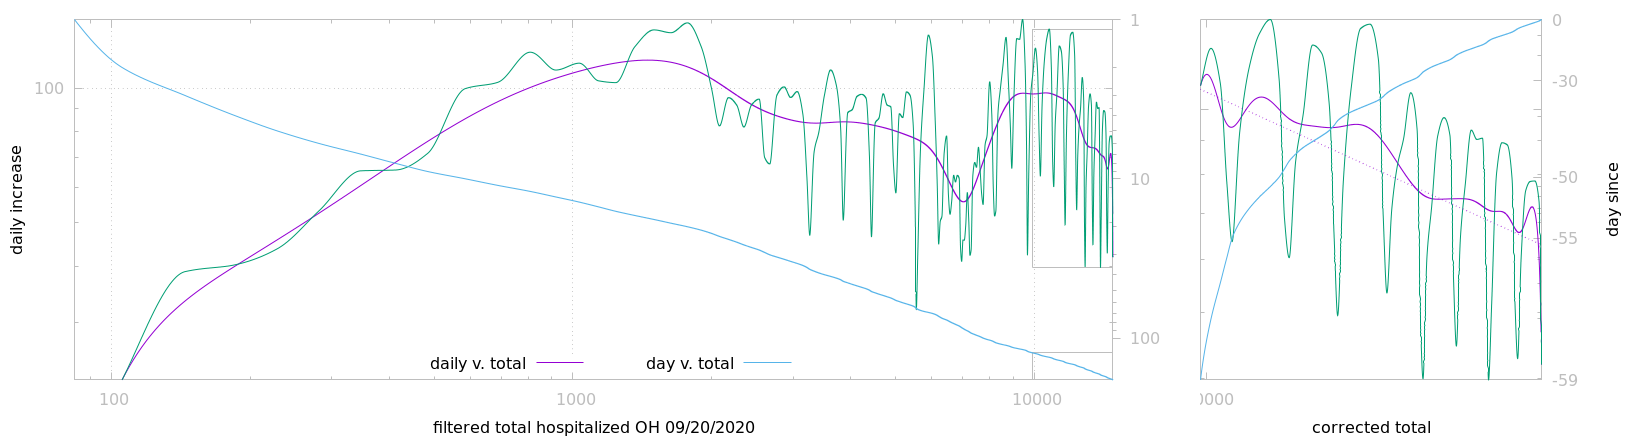 daily increase
100
daily v. total
day v. total
100
1000
10000
filtered total hospitalized OH 09/20/2020
1
10
100
0
-30
-50
-55
-59
day since
0000
corrected total